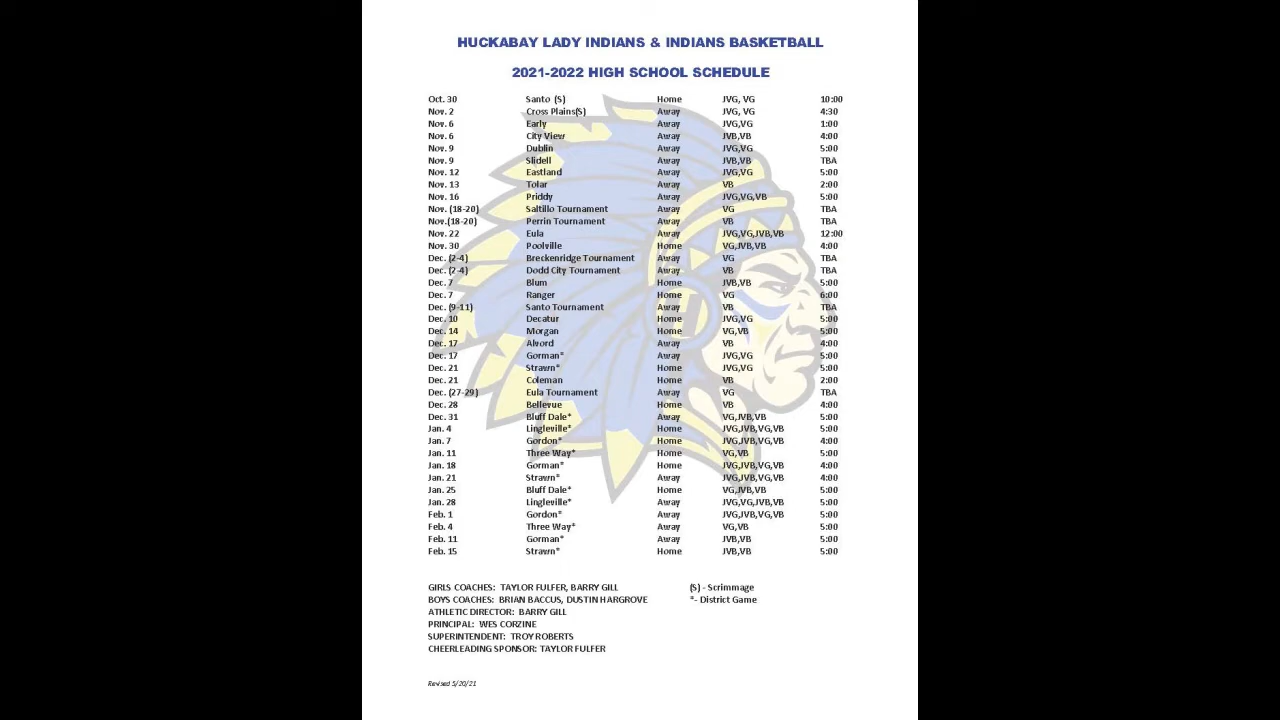 HUCKABAY LADY INDIANS & INDIANS BASKETBALL
2021-2022 HIGH SCHOOL SCHEDULE
Oct. 30 Santo (S) Home JVG, VG 10:00
Nov. 2 Cross Plains(S) Away JVG, VG 4:30
Nov. 6 Early Away JVG,VG 1:00
Nov. 6 City View Away JVB,VB 4:00
Nov. 9 Dublin Away JVG,VG 5:00
Nov. 9 Slidell Away JVB,VB TBA
Nov. 12 Eastland Away JVG,VG 5:00
Nov. 13 Tolar Away VB 2:00
Nov. 16 Priddy Away JVG,VG,VB 5:00
Nov. (18-20) Saltillo Tournament Away VG TBA
Nov.(18-20) Perrin Tournament Away VB TBA
Nov. 22 Eula Away JVG,VG,JVB,VB 12:00
Nov. 30 Poolville Home VG,JVB,VB 4:00
Dec. (2-4) Breckenridge Tournament Away VG TBA
Dec. (2-4) Dodd City Tournament Away VB TBA
Dec. 7 Blum Home JVB,VB 5:00
Dec. 7 Ranger Home VG 6:00
Dec. (9-11) Santo Tournament Away VB TBA
Dec. 10 Decatur Home JVG,VG 5:00
Dec. 14 Morgan Home VG,VB 5:00
Dec. 17 Alvord Away VB 4:00
Dec. 17 Gorman* Away JVG,VG 5:00
Dec. 21 Strawn* Home JVG,VG 5:00
Dec. 21 Coleman Home VB 2:00
Dec. (27-29) Eula Tournament Away VG TBA
Dec. 28 Bellevue Home VB 4:00
Dec. 31 Bluff Dale* Away VG,JVB,VB 5:00
Jan. 4 Lingleville* Home JVG,JVB,VG,VB 5:00
Jan. 7 Gordon* Home JVG,JVB,VG,VB 4:00
Jan. 11 Three Way* Home VG,VB 5:00
Jan. 18 Gorman* Home JVG,JVB,VG,VB 4:00
Jan. 21 Strawn* Away JVG,JVB,VG,VB 4:00
Jan. 25 Bluff Dale* Home VG,JVB,VB 5:00
Jan. 28 Lingleville* Away JVG,VG,JVB,VB 5:00
Feb. 1 Gordon* Away JVG,JVB,VG,VB 5:00
Feb. 4 Three Way* Away VG,VB 5:00
Feb. 11 Gorman* Away JVB,VB 5:00
Feb. 15 Strawn* Home JVB,VB 5:00
GIRLS COACHES: TAYLOR FULFER, BARRY GILL (S) - Scrimmage
BOYS COACHES: BRIAN BACCUS, DUSTIN HARGROVE *- District Game
ATHLETIC DIRECTOR: BARRY GILL
PRINCIPAL: WES CORZINE
SUPERINTENDENT: TROY ROBERTS
CHEERLEADING SPONSOR: TAYLOR FULFER
Revised 5/20/21